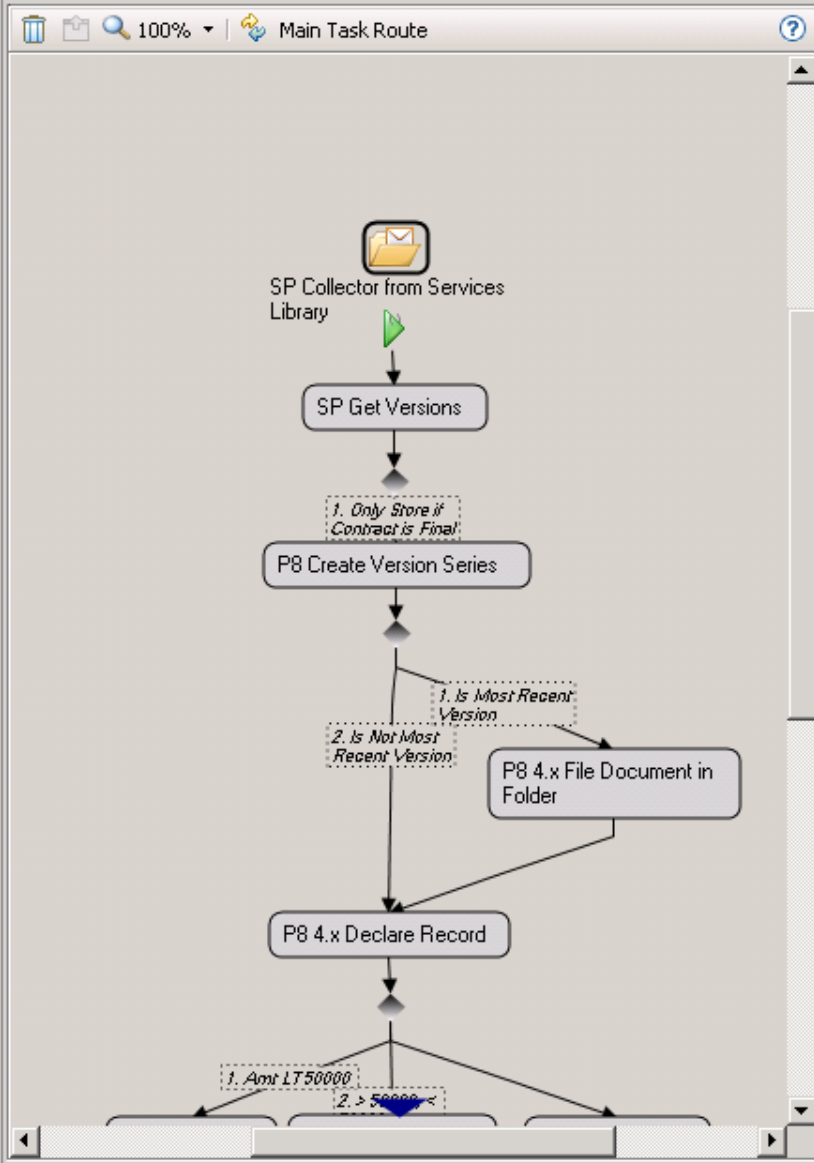 100%
Main Task Route
?
SP Collector from Services
Library
SP Get Versions
1. Only Store if
Contract is Final
P8 Create Version Series
1. Is Most Recent
Version
2. Is Not Most
Recent Version
P8 4.x File Document in
Folder
P8 4.x Declare Record
1. Amt LT 50000
2. >